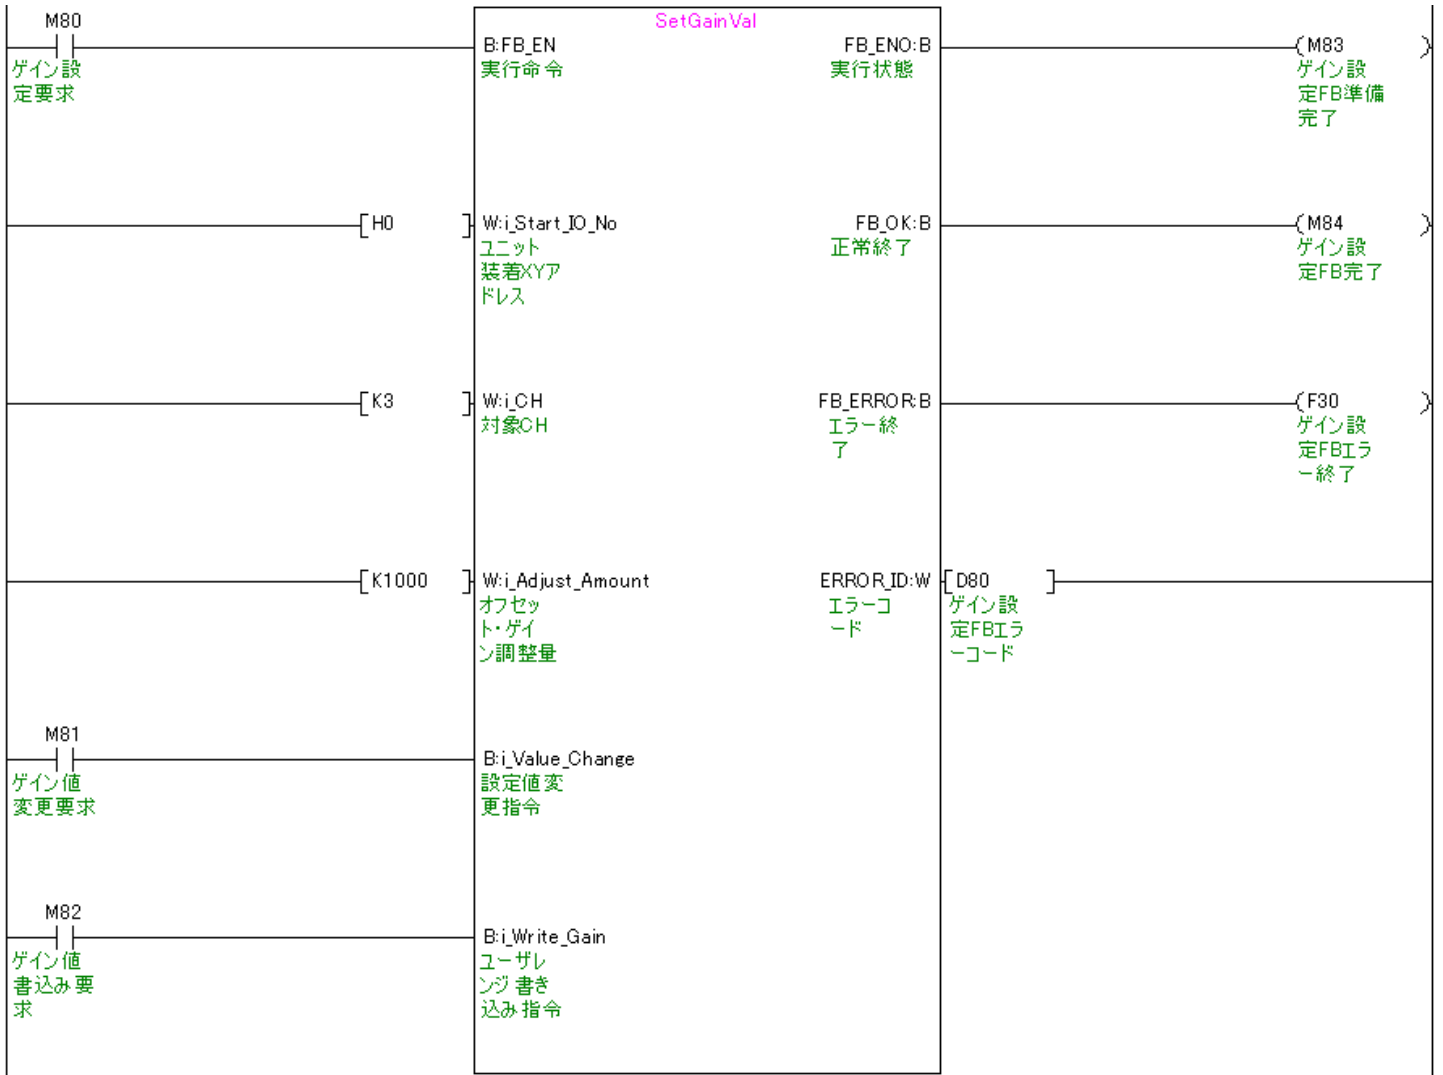 SetGainVal
M80
ゲイン設
定要求
B:FB_EN
実行命令
FB_ENO:B
実行状態
M83
ゲイン設
定FB準備
完了
H0
W:i_Start_IO_No
ユニット
装着XYア
ドレス
FB_OK:B
正常終了
M84
ゲイン設
定FB完了
K3
W:i_CH
対象CH
FB_ERROR:B
エラー終
了
F30
ゲイン設
定FBエラ
ー終了
K1000
W:i_Adjust_Amount
オフセッ
ト・ゲイ
ン調整量
ERROR_ID:W
エラーコ
ード
D80
ゲイン設
定FBエラ
ーコード
M81
ゲイン値
変更要求
B:i_Value_Change
設定値変
更指令
M82
ゲイン値
書込み要
求
B:i_Write_Gain
ユーザレ
ンジ書き
込み指令